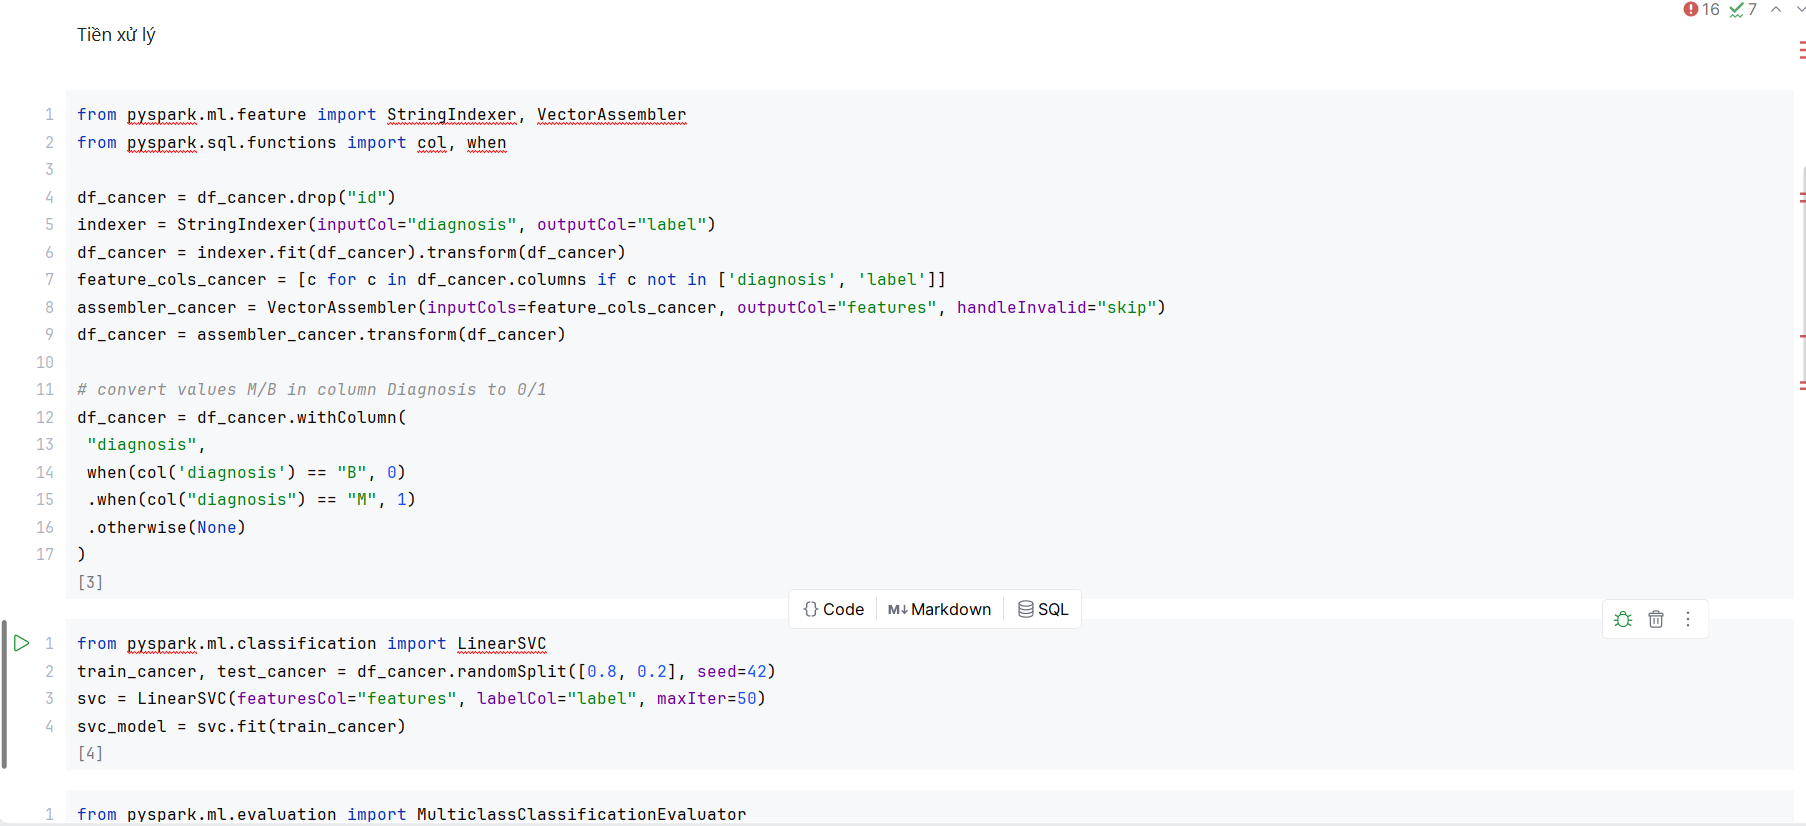 16 7
Tiền xử lý
1 from pyspark.ml.feature import StringIndexer, VectorAssembler
2 from pyspark.sql.functions import col, when
3
4 df_cancer = df_cancer.drop("id")
5 indexer = StringIndexer(inputCol="diagnosis", outputCol="label")
6 df_cancer = indexer.fit(df_cancer).transform(df_cancer)
7 feature_cols_cancer = [c for c in df_cancer.columns if c not in ['diagnosis', 'label']]
8 assembler_cancer = VectorAssembler(inputCols=feature_cols_cancer, outputCol="features", handleInvalid="skip")
9 df_cancer = assembler_cancer.transform(df_cancer)
10
11 # convert values M/B in column Diagnosis to 0/1
12 df_cancer = df_cancer.withColumn(
13 "diagnosis",
14 when(col('diagnosis') == "B", 0)
15 .when(col("diagnosis") == "M", 1)
16 .otherwise(None)
17 )
[3]
{} Code M↓ Markdown SQL
1 from pyspark.ml.classification import LinearSVC
2 train_cancer, test_cancer = df_cancer.randomSplit([0.8, 0.2], seed=42)
3 svc = LinearSVC(featuresCol="features", labelCol="label", maxIter=50)
4 svc_model = svc.fit(train_cancer)
[4]
1 from pyspark.ml.evaluation import MulticlassClassificationEvaluator